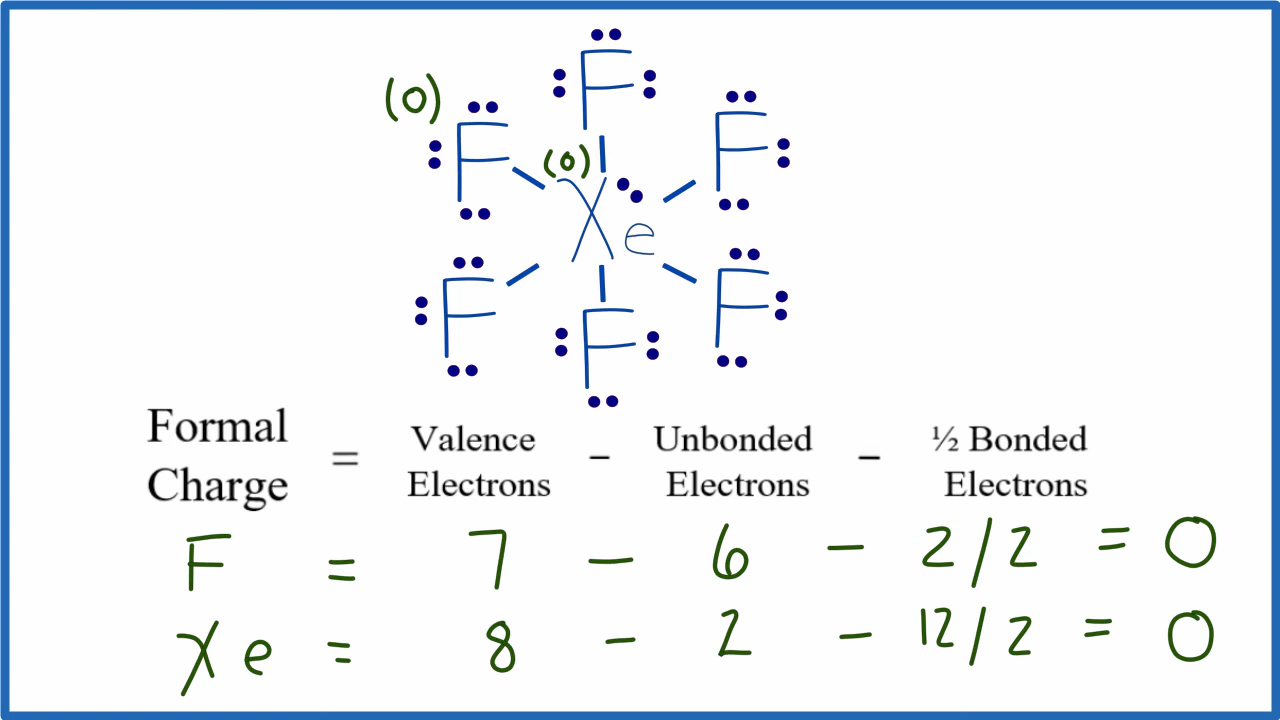 F
(0) F F
(0)
Xe
F F
F
Formal Charge = Valence Electrons – Unbonded Electrons – ½ Bonded Electrons
F = 7 – 6 – 2/2 = 0
Xe = 8 – 2 – 12/2 = 0